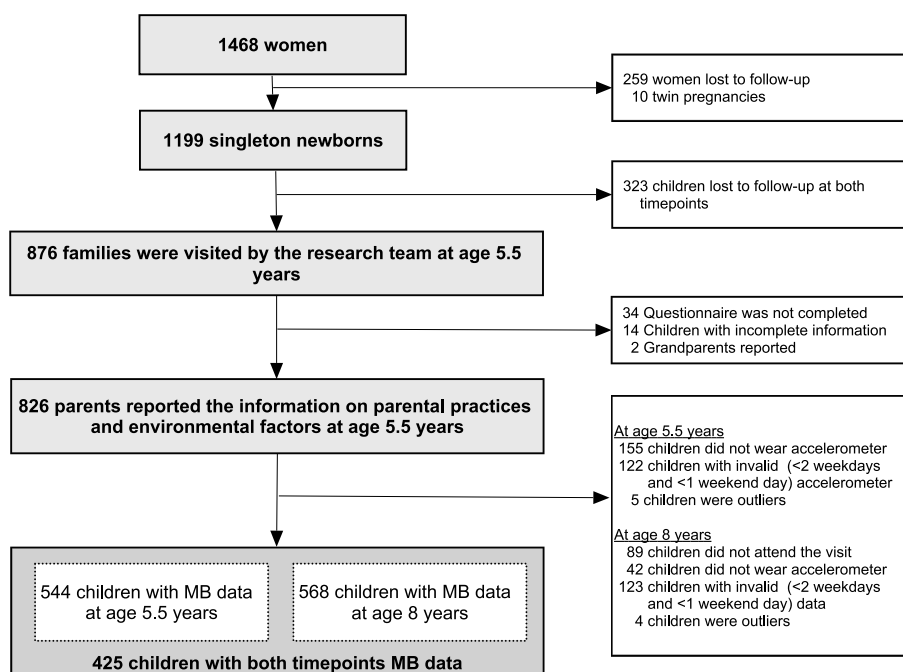 1468 women
259 women lost to follow-up
10 twin pregnancies
1199 singleton newborns
323 children lost to follow-up at both
timepoints
876 families were visited by the research team at age 5.5
years
34 Questionnaire was not completed
14 Children with incomplete information
2 Grandparents reported
826 parents reported the information on parental practices
and environmental factors at age 5.5 years
At age 5.5 years
155 children did not wear accelerometer
122 children with invalid (<2 weekdays
and <1 weekend day) accelerometer
5 children were outliers
At age 8 years
89 children did not attend the visit
42 children did not wear accelerometer
123 children with invalid (<2 weekdays
and <1 weekend day) data
4 children were outliers
544 children with MB data
at age 5.5 years
568 children with MB data
at age 8 years
425 children with both timepoints MB data